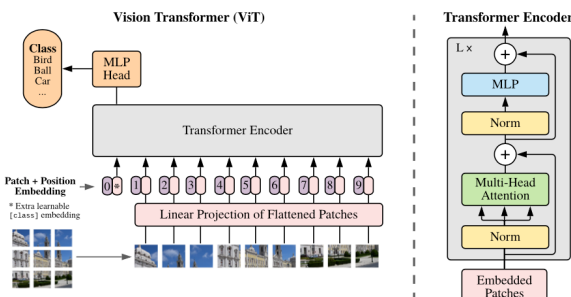 Vision Transformer (ViT)
Class
Bird
Ball
Car
...
MLP
Head
Transformer Encoder
Patch + Position
Embedding
0 * 1 2 3 4 5 6 7 8 9
* Extra learnable
[class] embedding
Linear Projection of Flattened Patches
Transformer Encoder
L ×
+
MLP
Norm
+
Multi-Head
Attention
Norm
Embedded
Patches